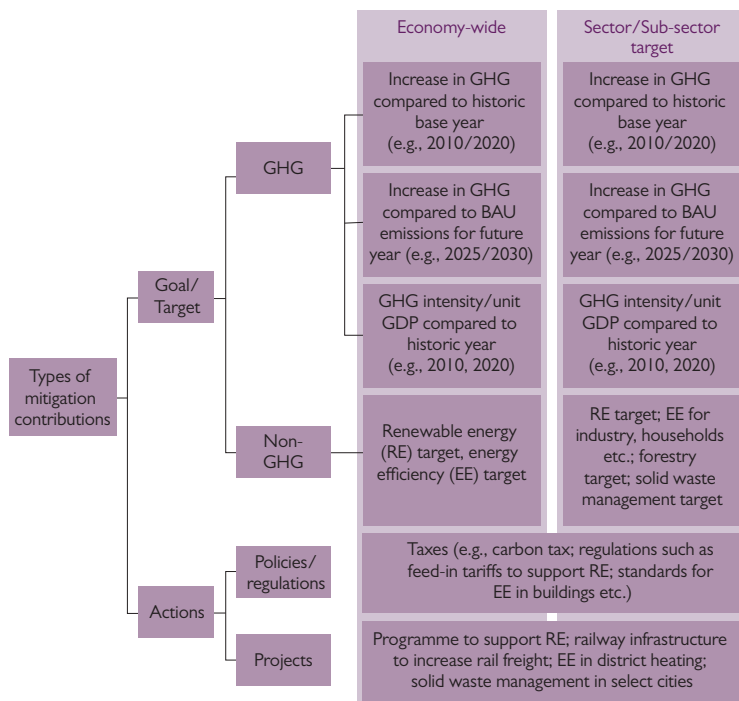 Economy-wide
Sector/Sub-sector
target
Increase in GHG
compared to historic
base year
(e.g., 2010/2020)
Increase in GHG
compared to historic
base year
(e.g., 2010/2020)
GHG
Increase in GHG
compared to BAU
emissions for future
year (e.g., 2025/2030)
Increase in GHG
compared to BAU
emissions for future
year (e.g., 2025/2030)
Goal/
Target
GHG intensity/unit
GDP compared to
historic year
(e.g., 2010, 2020)
GHG intensity/unit
GDP compared to
historic year
(e.g., 2010, 2020)
Types of
mitigation
contributions
Non-
GHG
Renewable energy
(RE) target, energy
efficiency (EE) target
RE target; EE for
industry, households
etc.; forestry
target; solid waste
management target
Policies/
regulations
Taxes (e.g., carbon tax; regulations such as
feed-in tariffs to support RE; standards for
EE in buildings etc.)
Actions
Projects
Programme to support RE; railway infrastructure
to increase rail freight; EE in district heating;
solid waste management in select cities